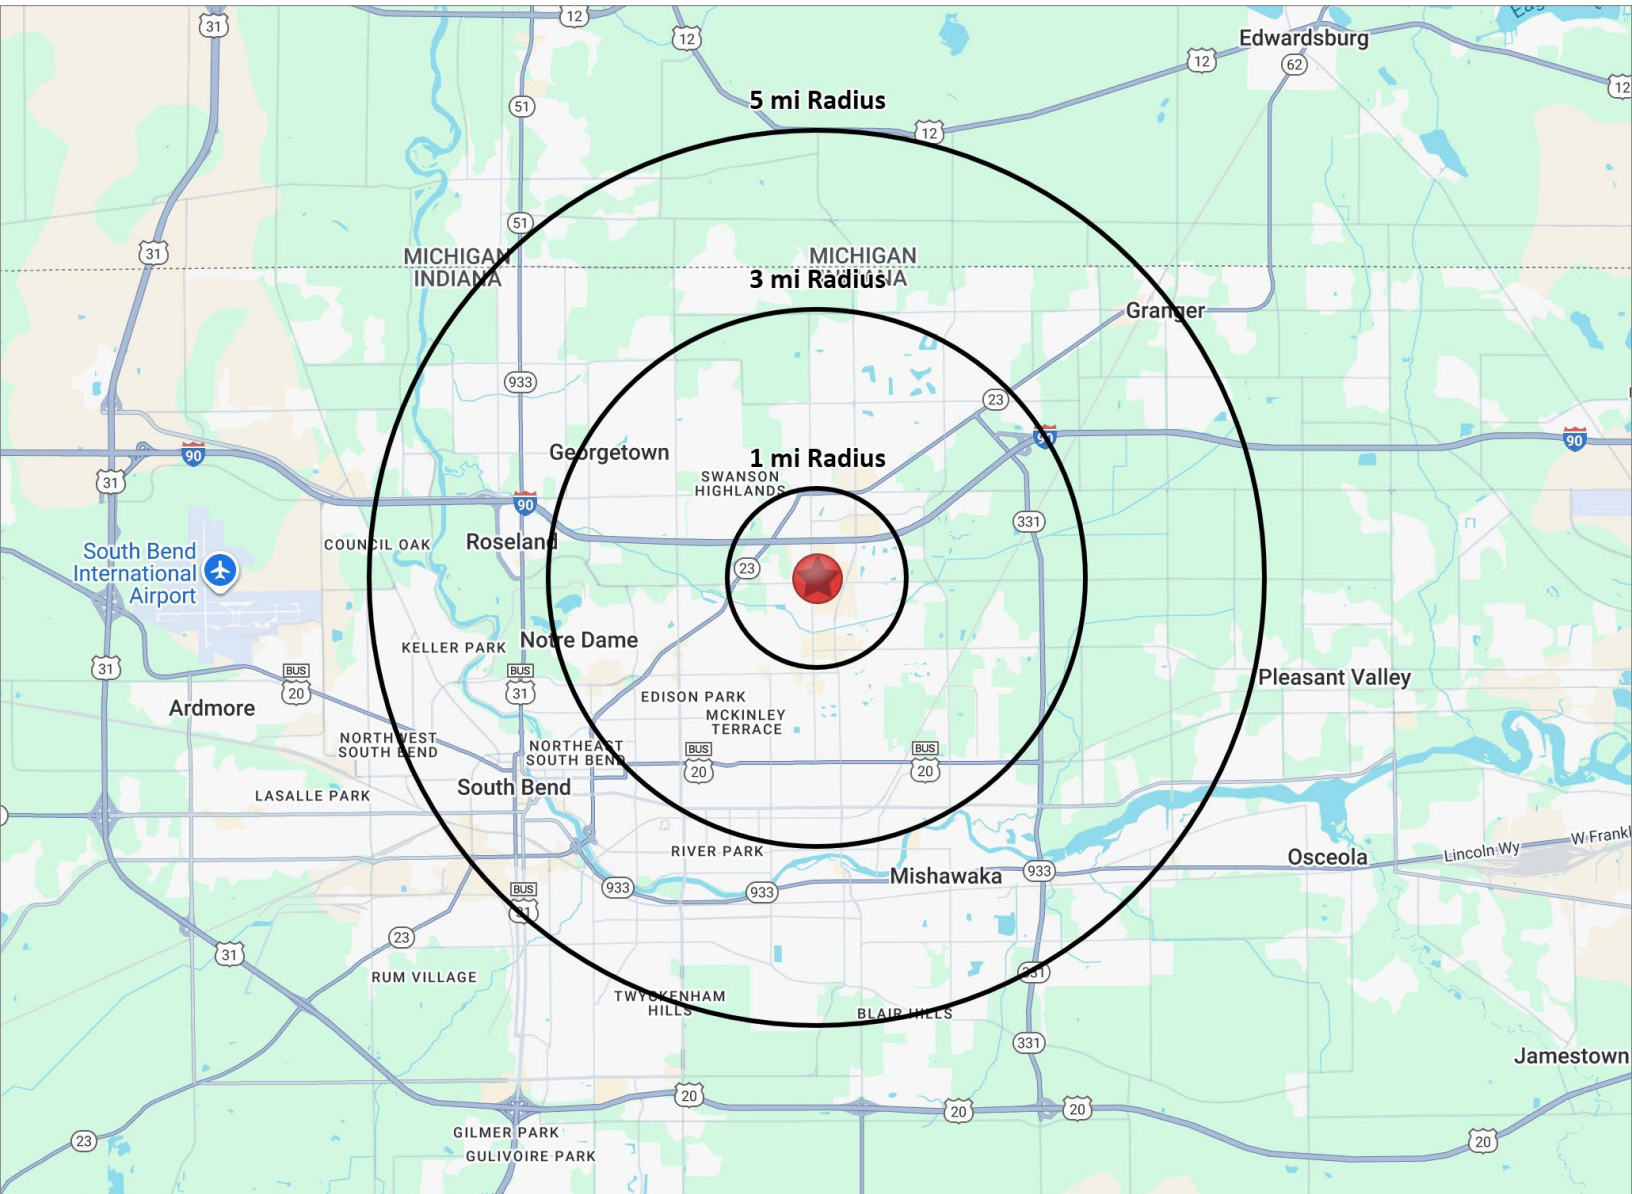 31
12
12
Edwardsburg
12
62
12
51
5 mi Radius
12
51
31
MICHIGAN
INDIANA
MICHIGAN
3 mi Radius
Granger
933
23
90
Georgetown
90
90
1 mi Radius
SWANSON
HIGHLANDS
31
90
331
COUNCIL OAK
Roseland
South Bend
International
Airport
23
KELLER PARK
Notre Dame
31
BUS
20
BUS
31
Pleasant Valley
Ardmore
EDISON PARK
MCKINLEY
TERRACE
NORTHWEST
SOUTH BEND
NORTHEAST
SOUTH BEND
BUS
20
BUS
20
South Bend
LASALLE PARK
RIVER PARK
Mishawaka
933
Osceola
Lincoln Wy
W Frankl
933
933
BUS
31
23
31
RUM VILLAGE
331
TWYCKENHAM
HILLS
BLAIR HILLS
331
Jamestown
20
20
20
23
GILMER PARK
GULIVOIRE PARK
20